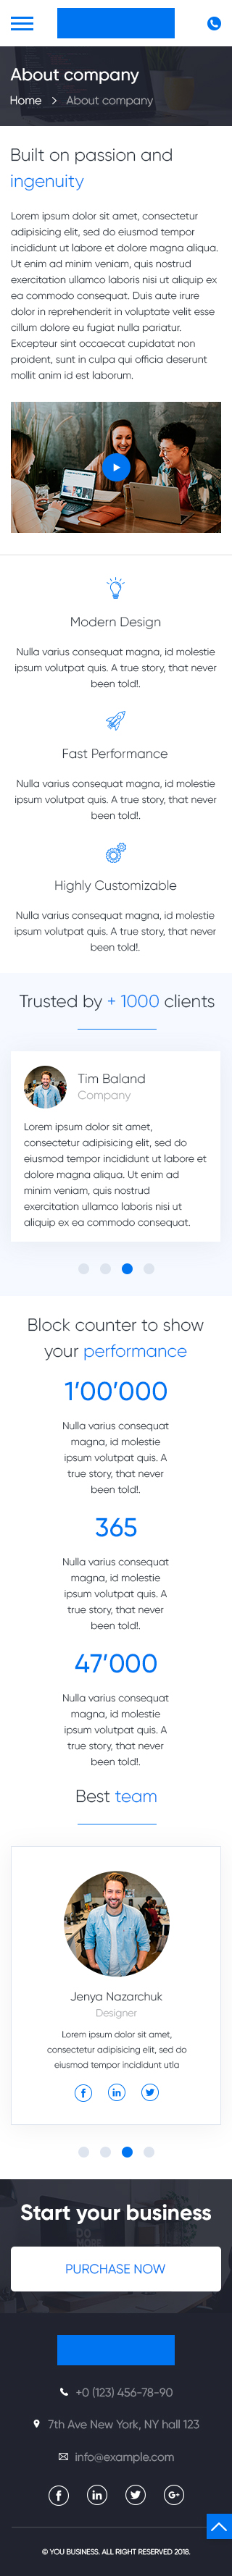 About company
Home > About company
Built on passion and
ingenuity
Lorem ipsum dolor sit amet, consectetur
adipisicing elit, sed do eiusmod tempor
incididunt ut labore et dolore magna aliqua.
Ut enim ad minim veniam, quis nostrud
exercitation ullamco laboris nisi ut aliquip ex
ea commodo consequat. Duis aute irure
dolor in reprehenderit in voluptate velit esse
cillum dolore eu fugiat nulla pariatur.
Excepteur sint occaecat cupidatat non
proident, sunt in culpa qui officia deserunt
mollit anim id est laborum.
Modern Design
Nulla varius consequat magna, id molestie
ipsum volutpat quis. A true story, that never
been told!.
Fast Performance
Nulla varius consequat magna, id molestie
ipsum volutpat quis. A true story, that never
been told!.
Highly Customizable
Nulla varius consequat magna, id molestie
ipsum volutpat quis. A true story, that never
been told!.
Trusted by + 1000 clients
Tim Baland
Company
Lorem ipsum dolor sit amet,
consectetur adipisicing elit, sed do
eiusmod tempor incididunt ut labore et
dolore magna aliqua. Ut enim ad
minim veniam, quis nostrud
exercitation ullamco laboris nisi ut
aliquip ex ea commodo consequat.
Block counter to show
your performance
1’00’000
Nulla varius consequat
magna, id molestie
ipsum volutpat quis. A
true story, that never
been told!.
365
Nulla varius consequat
magna, id molestie
ipsum volutpat quis. A
true story, that never
been told!.
47’000
Nulla varius consequat
magna, id molestie
ipsum volutpat quis. A
true story, that never
been told!.
Best team
Jenya Nazarchuk
Designer
Lorem ipsum dolor sit amet,
consectetur adipisicing elit, sed do
eiusmod tempor incididunt utla
Start your business
DO
MORE
PURCHASE NOW
+0 (123) 456-78-90
7th Ave New York, NY hall 123
info@example.com
© YOU BUSINESS. ALL RIGHT RESERVED 2018.